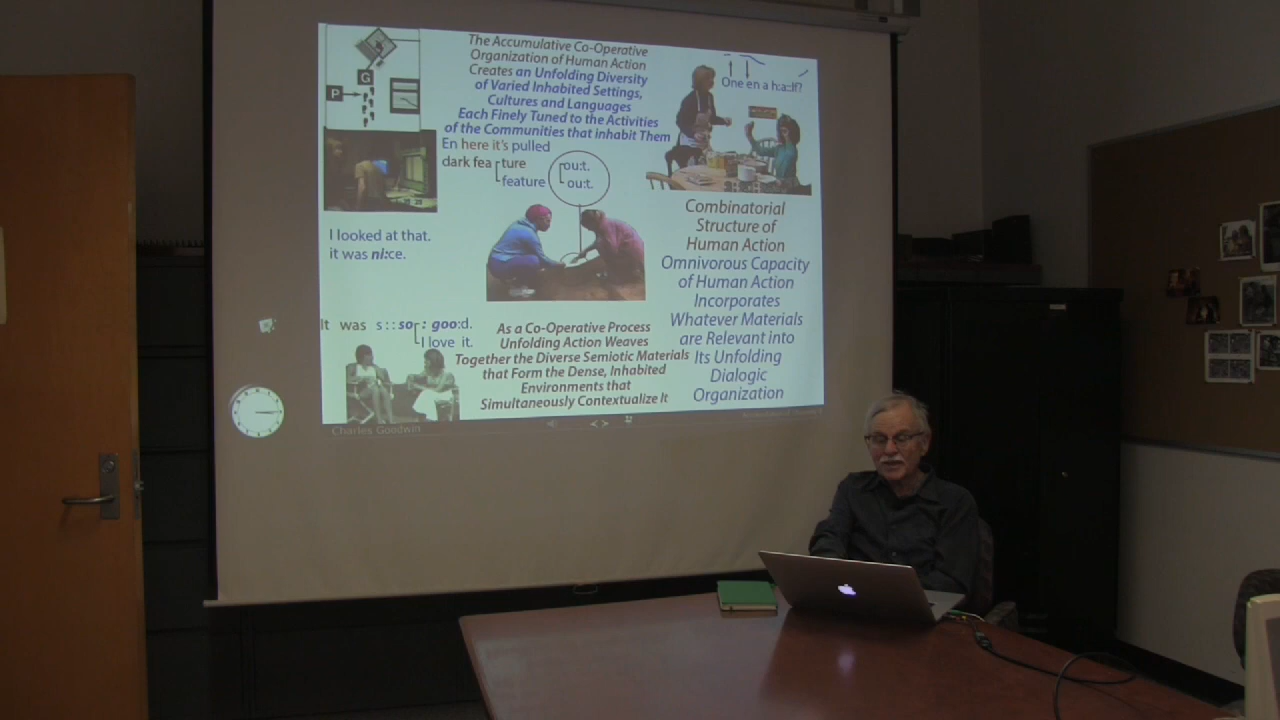 The Accumulative Co-Operative
Organization of Human Action
Creates an Unfolding Diversity
of Varied Inhabited Settings,
Cultures and Languages
Each Finely Tuned to the Activities
of the Communities that inhabit Them
G
P
One en a ha:lf?
En here it's pulled
dark fea ture
feature
ou:t.
ou:t.
I looked at that.
it was ni:ce.
It was s::so:: goo:d.
I love it.
As a Co-Operative Process
Unfolding Action Weaves
Together the Diverse Semiotic Materials
that Form the Dense, Inhabited
Environments that
Simultaneously Contextualize It
Combinatorial
Structure of
Human Action
Omnivorous Capacity
of Human Action
Incorporates
Whatever Materials
are Relevant into
Its Unfolding
Dialogic
Organization
Charles Goodwin